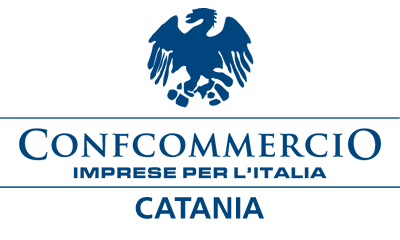 CONFCOMMERCIO
IMPRESE PER L'ITALIA
CATANIA